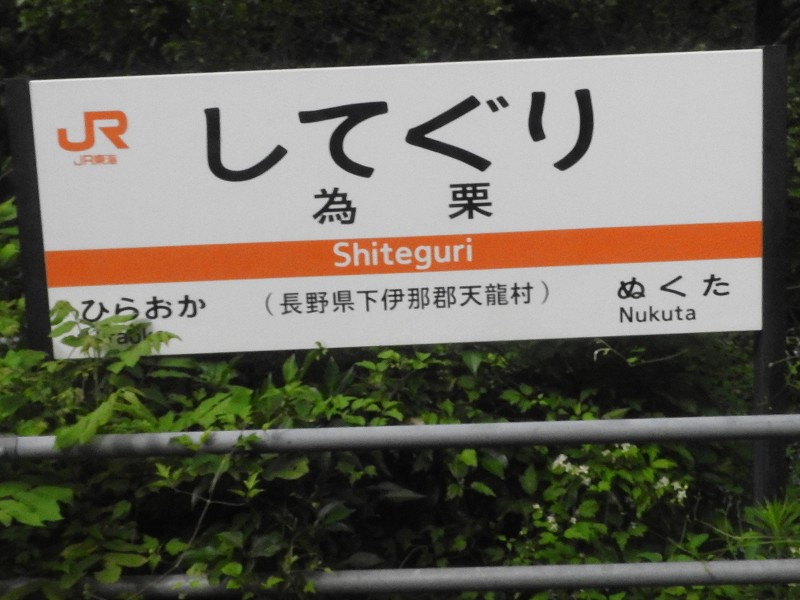 JR
JR東海
してぐり
為栗
Shiteguri
ひらおか
(長野県下伊那郡天龍村)
ぬくた
Nukuta